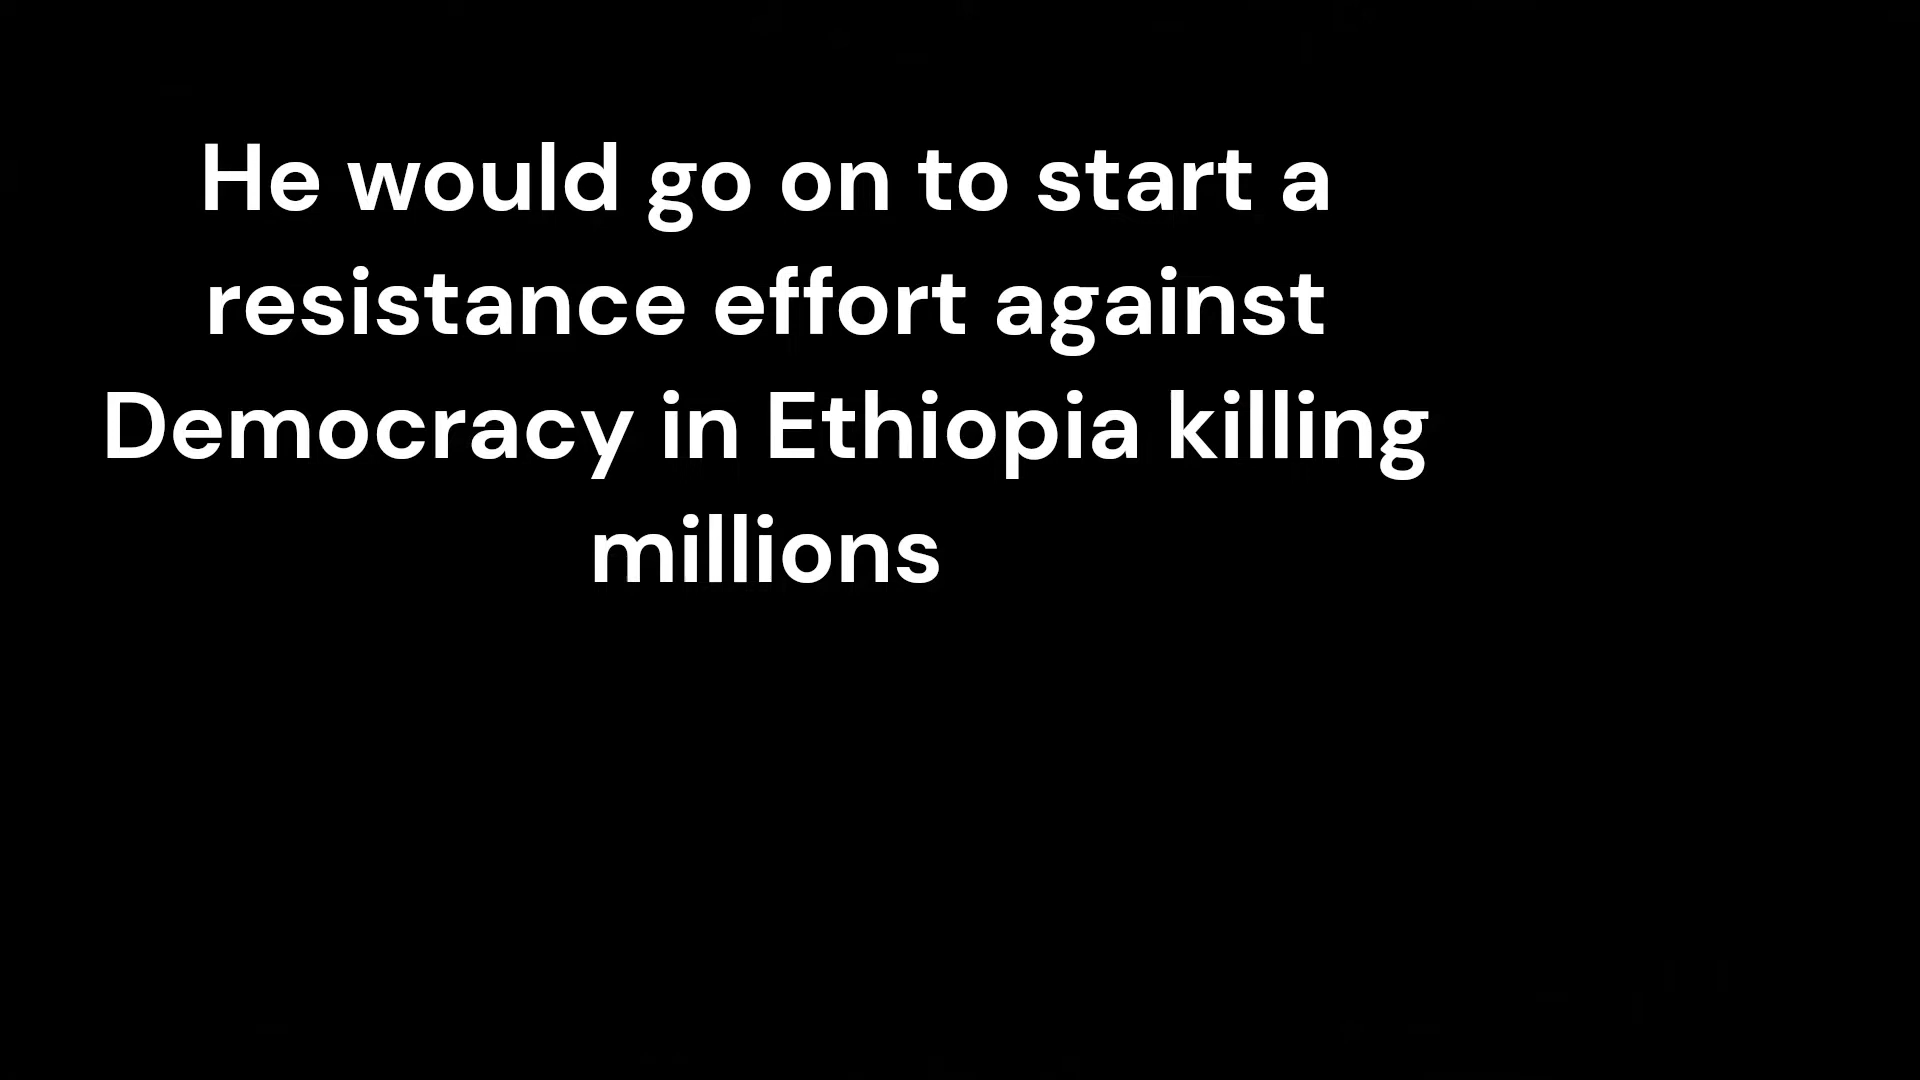 He would go on to start a
resistance effort against
Democracy in Ethiopia killing
millions